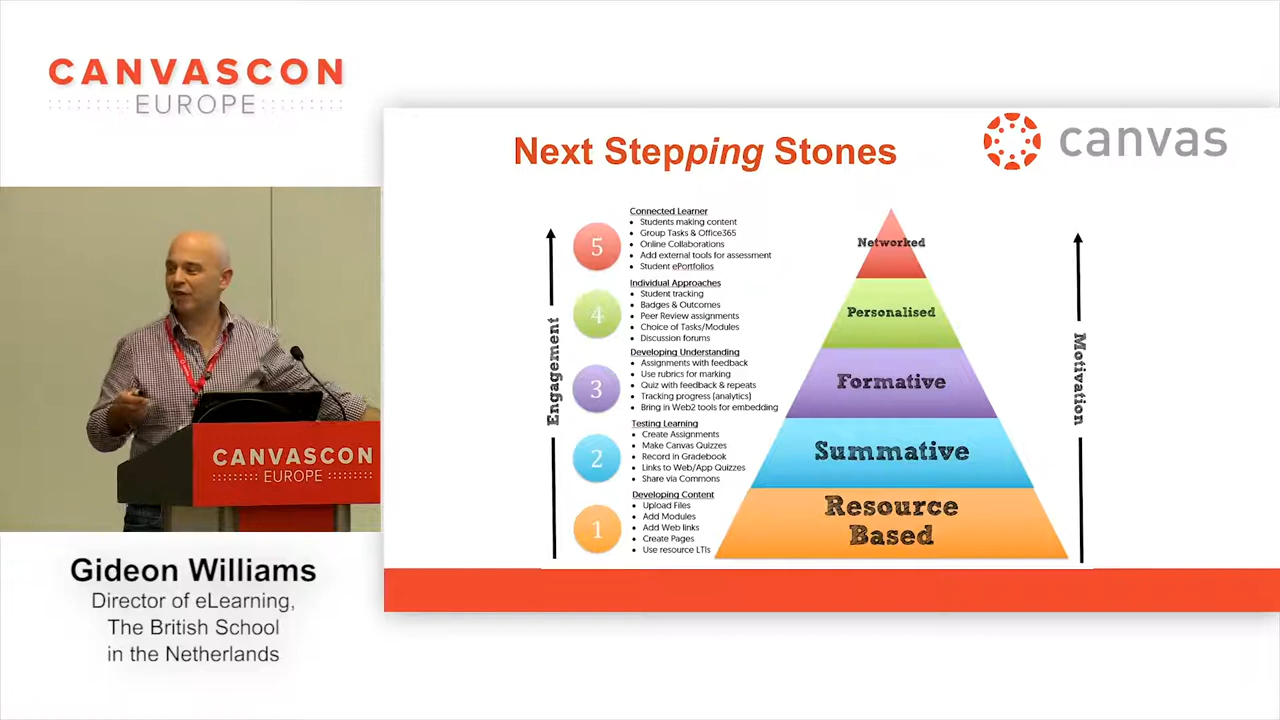 CANVASCON
EUROPE
Next Stepping Stones
canvas
Engagement
5
Connected Learner
Students making content
Group Tasks & Office365
Online Collaborations
Add external tools for assessment
Student ePortfolios
4
Individual Approaches
Student tracking
Badges & Outcomes
Peer Review assignments
Choice of Tasks/Modules
Discussion forums
3
Developing Understanding
Assignments with feedback
Use rubrics for marking
Quiz with feedback & repeats
Tracking progress (analytics)
Bring in Web2 tools for embedding
2
Testing Learning
Create Assignments
Make Canvas Quizzes
Record in Gradebook
Links to Web/App Quizzes
Share via Commons
1
Developing Content
Upload Files
Add Modules
Add Web links
Create Pages
Use resource LTIs
Networked
Personalised
Formative
Summative
Resource
Based
Motivation
CANVASCON
EUROPE
Gideon Williams
Director of eLearning,
The British School
in the Netherlands